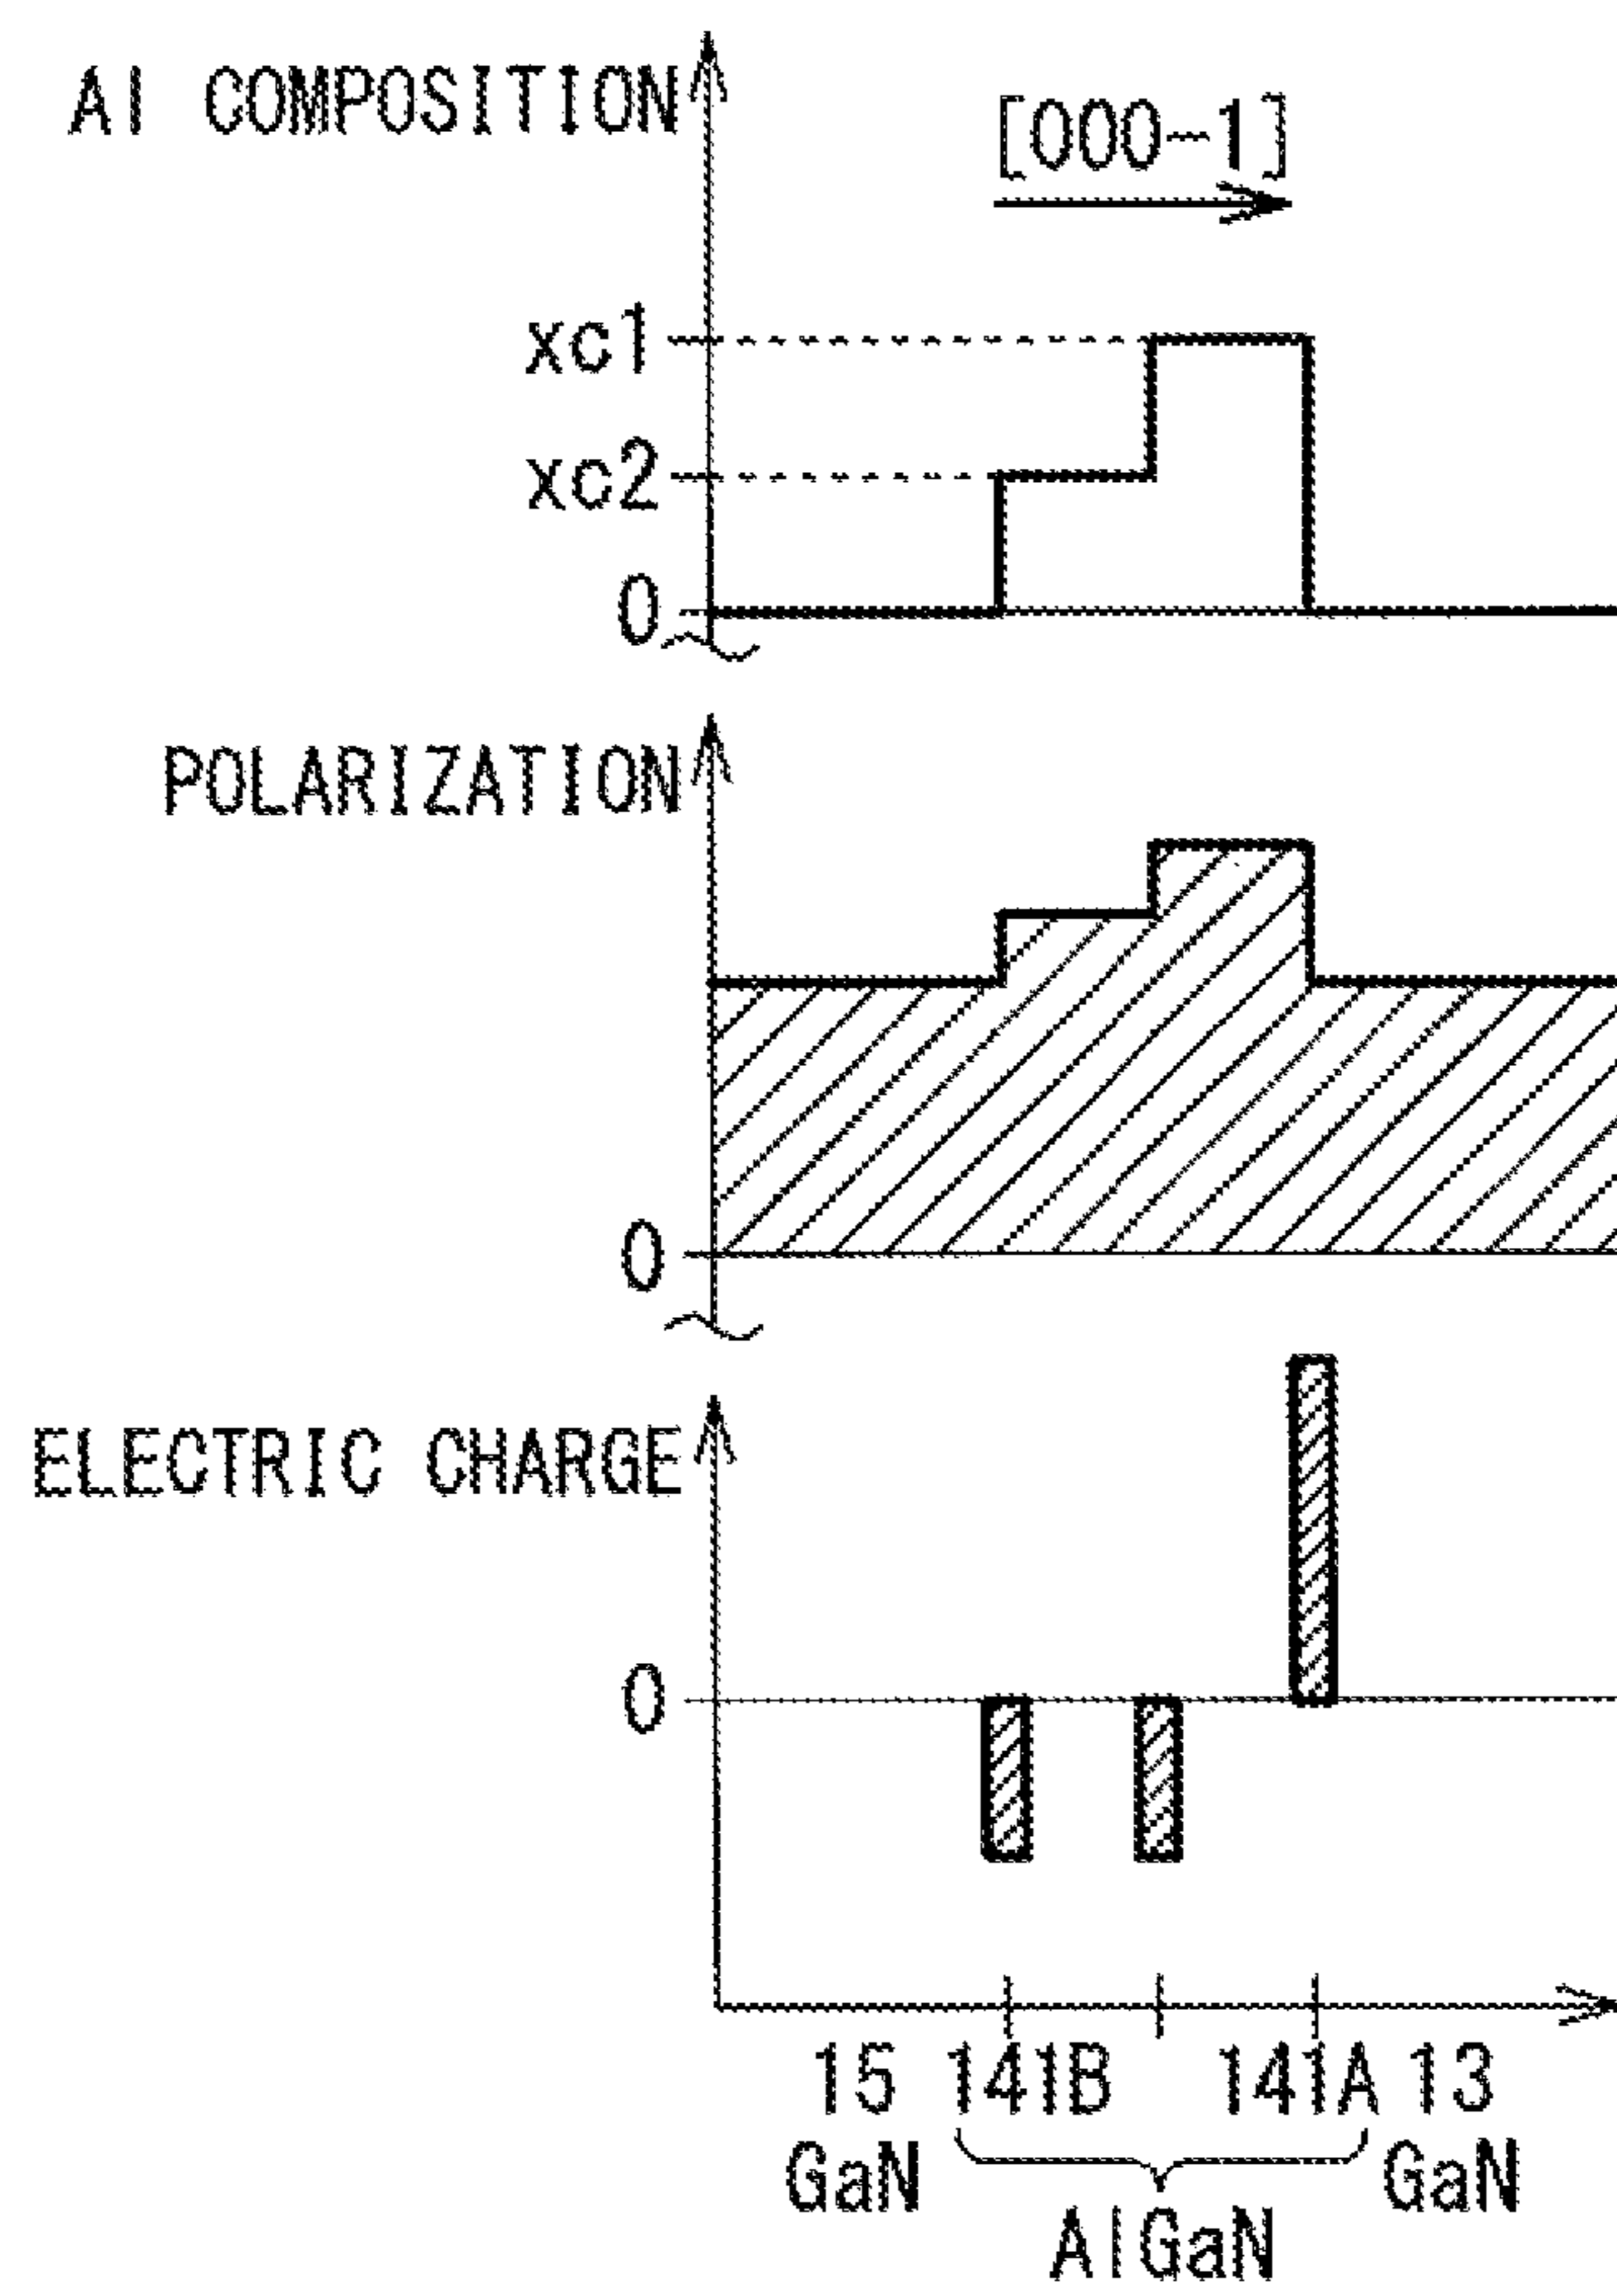 Al COMPOSITION
[000-1]
xc1
xc2
0
POLARIZATION
0
ELECTRIC CHARGE
0
15 141B 141A 13
GaN GaN
AlGaN